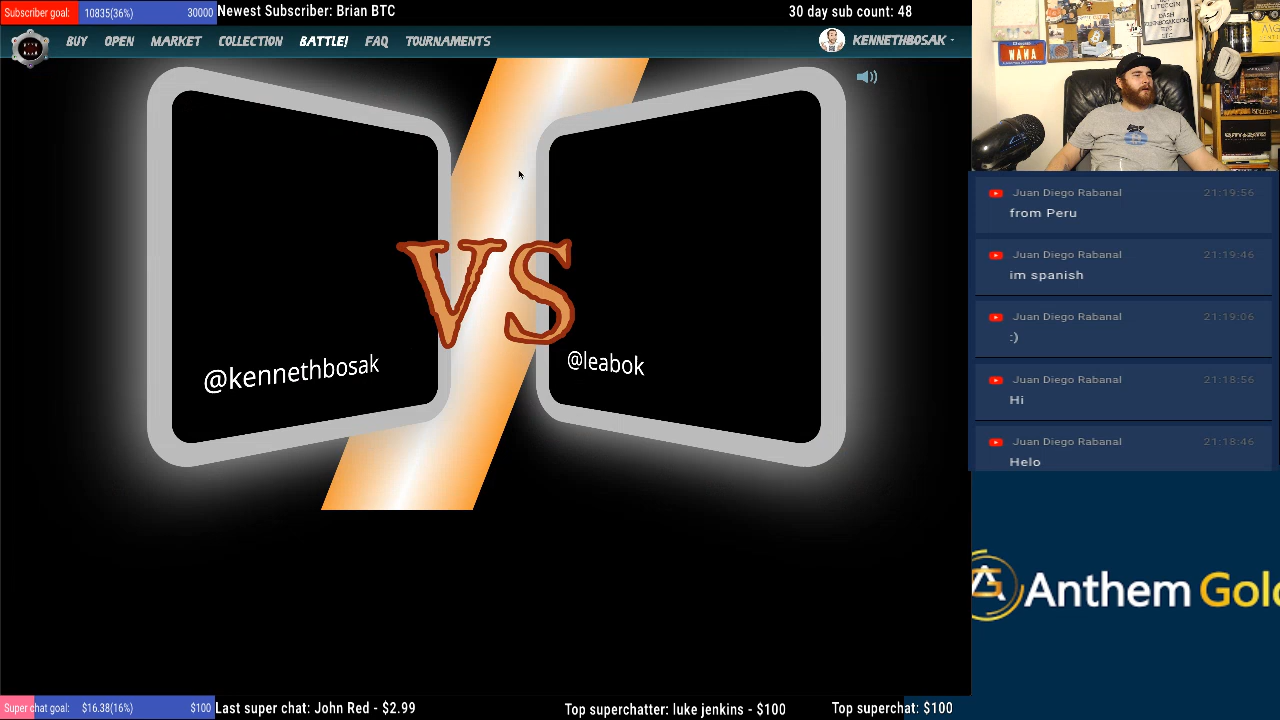 Subscriber goal: 10835(36%) 30000
Newest Subscriber: Brian BTC
30 day sub count: 48
BUY OPEN MARKET COLLECTION BATTLE! FAQ TOURNAMENTS
KENNETHBOSAK
VS
@kennethbosak
@leabok
Juan Diego Rabanal 21:19:56
from Peru
Juan Diego Rabanal 21:19:46
im spanish
Juan Diego Rabanal 21:19:06
:)
Juan Diego Rabanal 21:18:56
Hi
Juan Diego Rabanal 21:18:46
Helo
Anthem Gold
Super chat goal: $16.38(16%) $100
Last super chat: John Red - $2.99
Top superchatter: luke jenkins - $100
Top superchat: $100